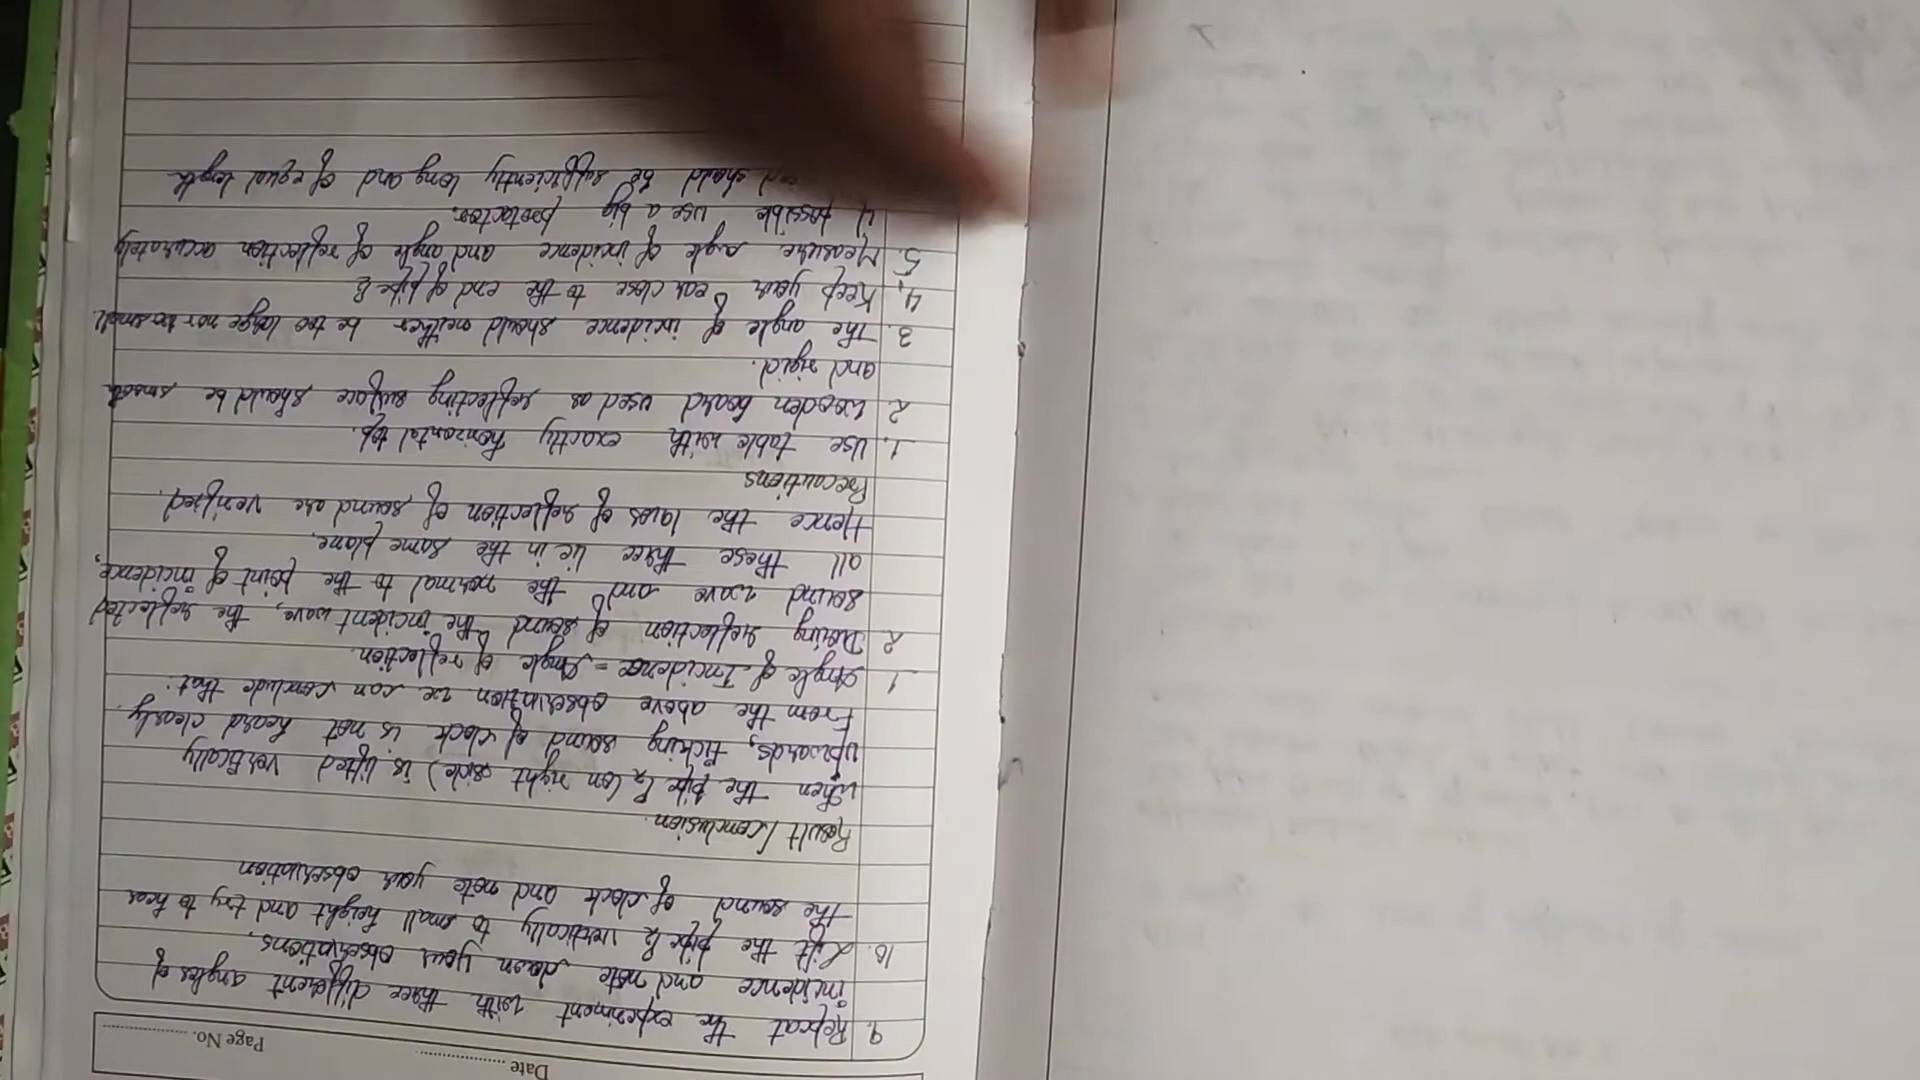 Date
Page No.
9. Repeat the experiment with three different angles of
incidence and note down your observations.
10. Lift the pipe P2 vertically to small height and try to hear
the sound of clock and note your observation
Result/Conclusion.
When the pipe P2 (on right side) is lifted vertically
upwards, ticking sound of clock is not heard clearly.
From the above observation we can conclude that:
1 Angle of Incidence = Angle of reflection.
2 During reflection of sound the incident wave, the reflected
sound wave and the normal to the point of incidence,
all these three lie in the same plane.
Hence the laws of reflection of sound are verified.
Precautions
1. Use table with exactly horizontal top.
2. Wooden board used as reflecting surface should be smooth
and rigid.
3. The angle of incidence should neither be too large nor too small.
4. Keep your ear close to the end of pipe
5. Measure angle of incidence and angle of reflection accurately
if possible use a big protactor.
should be sufficiently long and of equal length